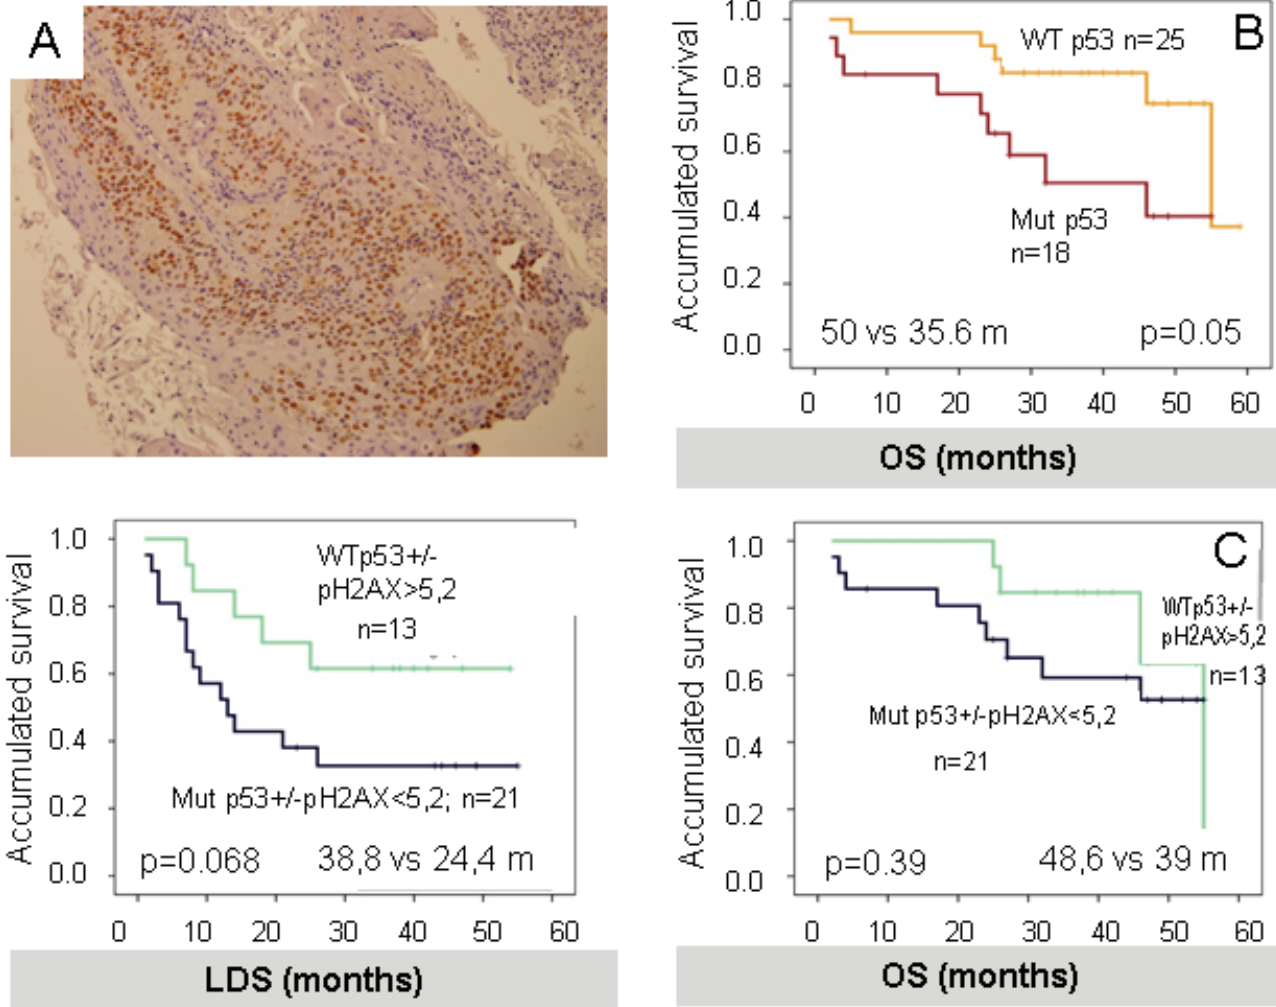 A
Accumulated survival
1.0
0.8
0.6
0.4
0.2
0.0
WT p53 n=25
B
Mut p53
n=18
50 vs 35.6 m
p=0.05
0 10 20 30 40 50 60
OS (months)
Accumulated survival
1.0
0.8
0.6
0.4
0.2
0.0
WTp53+/-
pH2AX>5,2
n=13
Mut p53+/-pH2AX<5,2; n=21
p=0.068
38,8 vs 24,4 m
0 10 20 30 40 50 60
LDS (months)
Accumulated survival
1.0
0.8
0.6
0.4
0.2
0.0
C
WTp53+/-
pH2AX>5,2
n=13
Mut p53+/-pH2AX<5,2
n=21
p=0.39
48,6 vs 39 m
0 10 20 30 40 50 60
OS (months)